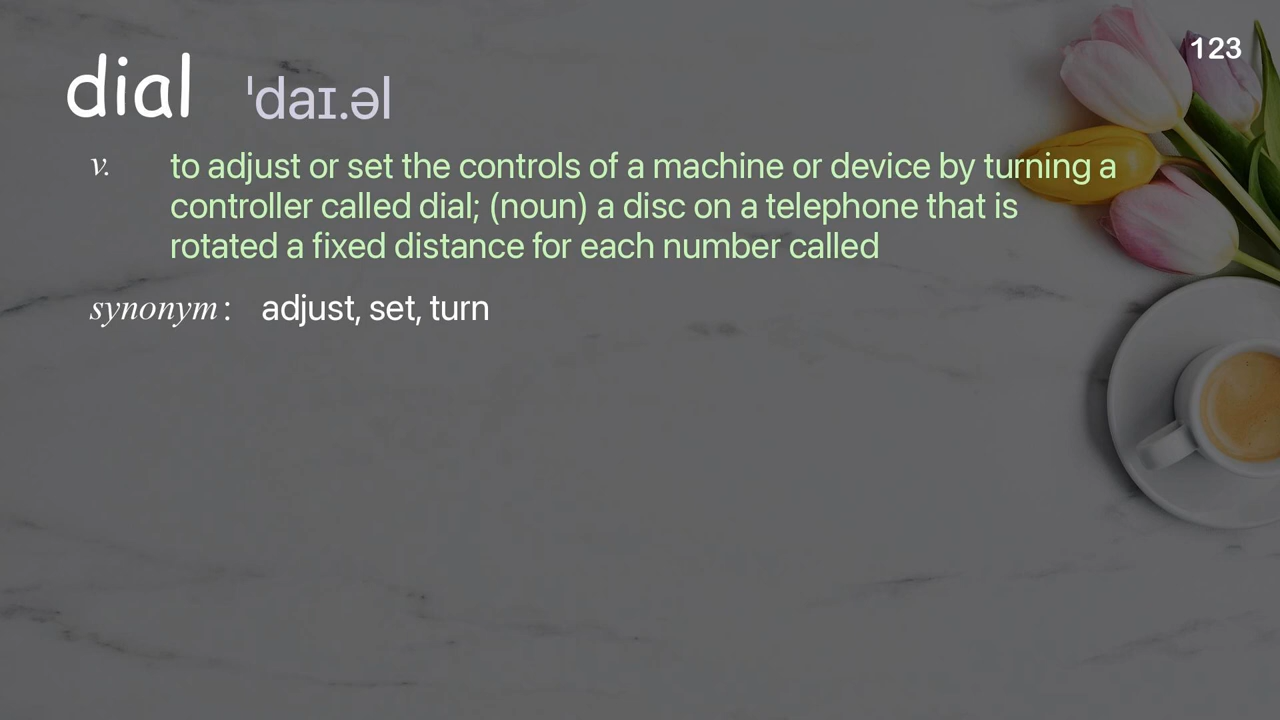 123
dial ˈdaɪ.əl
v. to adjust or set the controls of a machine or device by turning a
controller called dial; (noun) a disc on a telephone that is
rotated a fixed distance for each number called
synonym: adjust, set, turn